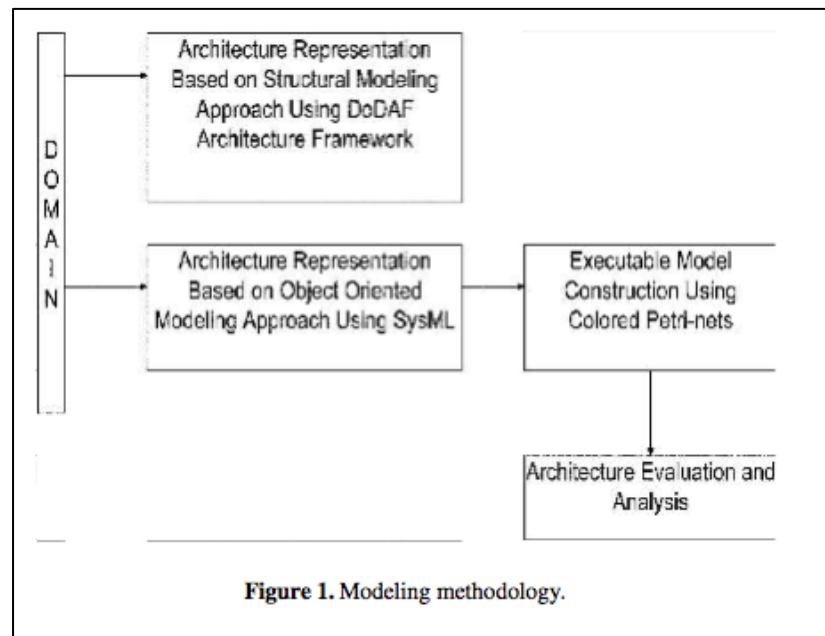 DOMAIN
Architecture Representation
Based on Structural Modeling
Approach Using DoDAF
Architecture Framework
Architecture Representation
Based on Object Oriented
Modeling Approach Using SysML
Executable Model
Construction Using
Colored Petri-nets
Architecture Evaluation and
Analysis
Figure 1. Modeling methodology.